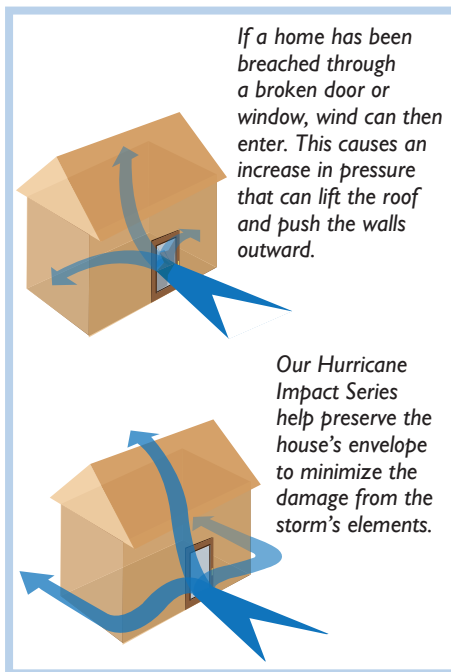 If a home has been
breached through
a broken door or
window, wind can then
enter. This causes an
increase in pressure
that can lift the roof
and push the walls
outward.
Our Hurricane
Impact Series
help preserve the
house’s envelope
to minimize the
damage from the
storm’s elements.